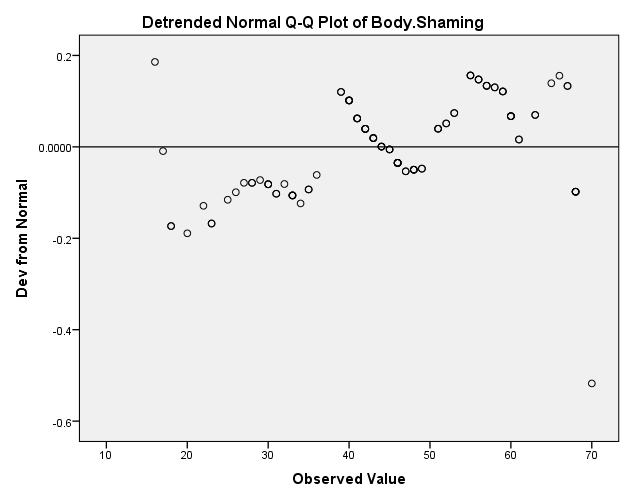 Detrended Normal Q-Q Plot of Body.Shaming
0.2
0.0000
-0.2
-0.4
-0.6
Dev from Normal
10 20 30 40 50 60 70
Observed Value